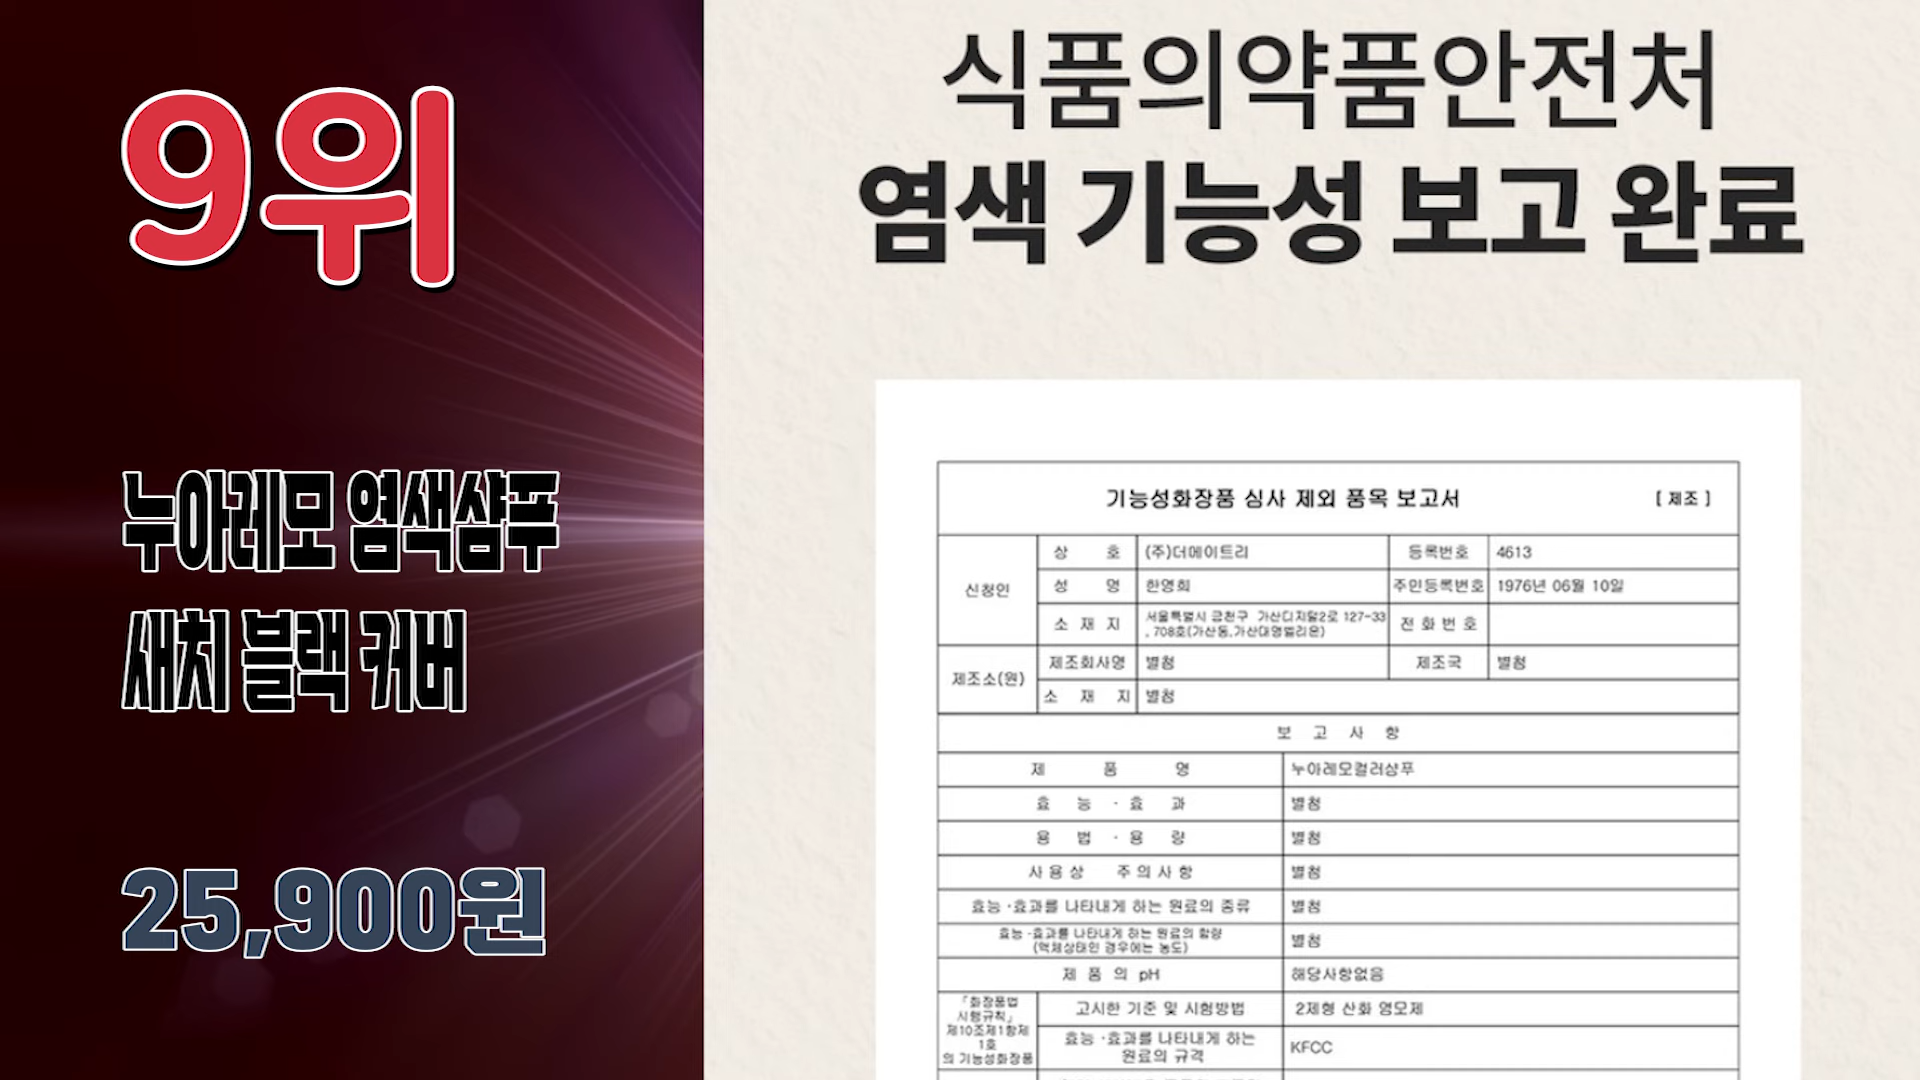 9위
누아레모 염색샴푸
새치 블랙 커버
25,900원
식품의약품안전처
염색 기능성 보고 완료
기능성화장품 심사 제외 품목 보고서 [ 제조 ]
신청인 상 호 (주)더에이트리 등록번호 4613
성 명 한영희 주민등록번호 1976년 06월 10일
소 재 지 서울특별시 금천구 가산디지털2로 127-33
, 708호(가산동,가산대명벨리온) 전 화 번 호
제조소(원) 제조회사명 별첨 제조국 별첨
소 재 지 별첨
보 고 사 항
제 품 명 누아레모컬러샴푸
효 능 · 효 과 별첨
용 법 · 용 량 별첨
사 용 상 주 의 사 항 별첨
효능 ·효과를 나타내게 하는 원료의 종류 별첨
효능 ·효과를 나타내게 하는 원료의 함량
(액체상태인 경우에는 농도) 별첨
제 품 의 pH 해당사항없음
「화장품법
시행규칙」
제10조제1항제
1호
의 기능성화장품
고시한 기준 및 시험방법 2제형 산화 염모제
효능 ·효과를 나타내게 하는
원료의 규격 KFCC